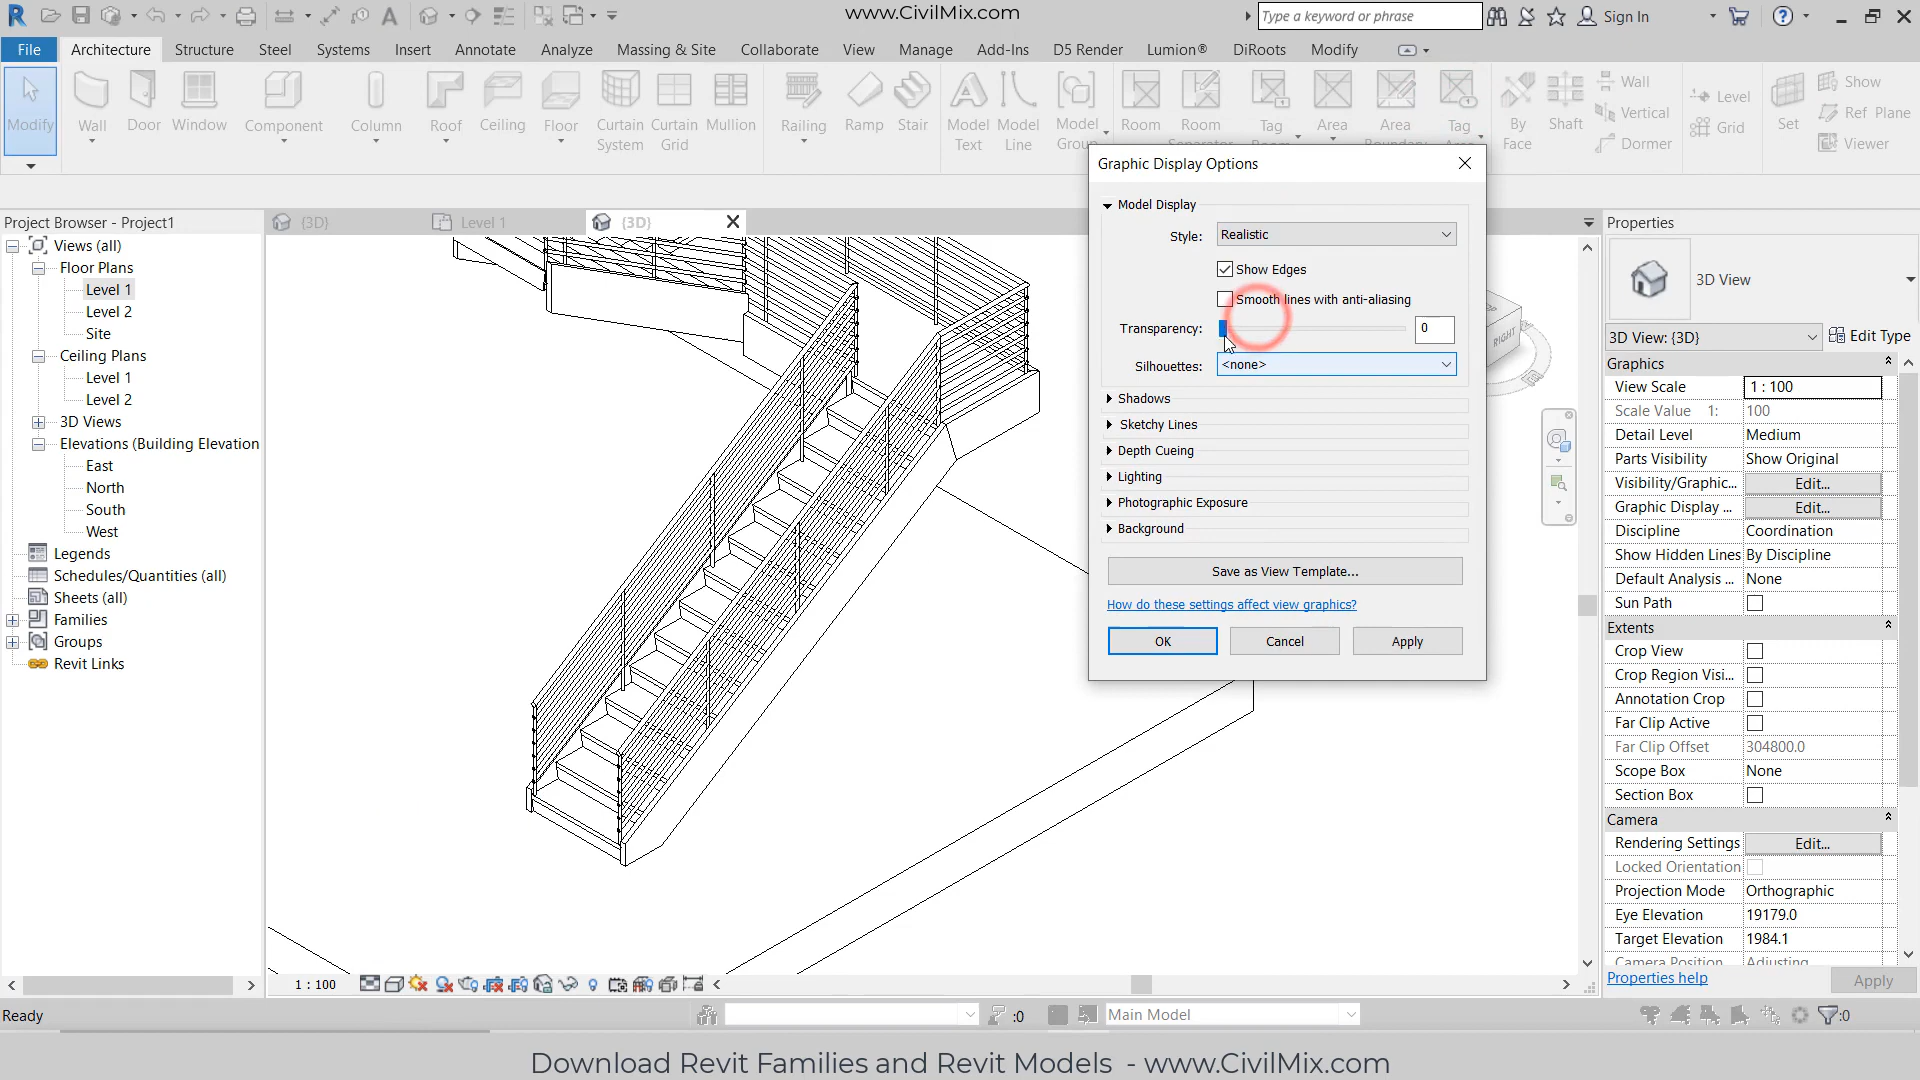 www.CivilMix.com
Type a keyword or phrase
Sign In
File Architecture Structure Steel Systems Insert Annotate Analyze Massing & Site Collaborate View Manage Add-Ins D5 Render Lumion® DiRoots Modify
Modify
Wall
Door
Window
Component
Column
Roof
Ceiling
Floor
Curtain System
Curtain Grid
Mullion
Railing
Ramp
Stair
Model Text
Model Line
Model Group
Room
Room
Tag
Area
Area
Tag
By Face
Shaft
Wall
Vertical
Dormer
Level
Grid
Set
Show
Ref Plane
Viewer
Project Browser - Project1
Views (all)
Floor Plans
Level 1
Level 2
Site
Ceiling Plans
Level 1
Level 2
3D Views
Elevations (Building Elevation
East
North
South
West
Legends
Schedules/Quantities (all)
Sheets (all)
Families
Groups
Revit Links
{3D}
Level 1
{3D}
RIGHT
Graphic Display Options
Model Display
Style: Realistic
Show Edges
Smooth lines with anti-aliasing
Transparency: 0
Silhouettes: <none>
Shadows
Sketchy Lines
Depth Cueing
Lighting
Photographic Exposure
Background
Save as View Template...
How do these settings affect view graphics?
OK Cancel Apply
Properties
3D View
3D View: {3D} Edit Type
Graphics
View Scale 1 : 100
Scale Value 1: 100
Detail Level Medium
Parts Visibility Show Original
Visibility/Graphic... Edit...
Graphic Display ... Edit...
Discipline Coordination
Show Hidden Lines By Discipline
Default Analysis ... None
Sun Path
Extents
Crop View
Crop Region Visi...
Annotation Crop
Far Clip Active
Far Clip Offset 304800.0
Scope Box None
Section Box
Camera
Rendering Settings Edit...
Locked Orientation
Projection Mode Orthographic
Eye Elevation 19179.0
Target Elevation 1984.1
Camera Position Adjusting
Properties help Apply
1 : 100
Ready
:0
Main Model
:0
Download Revit Families and Revit Models - www.CivilMix.com